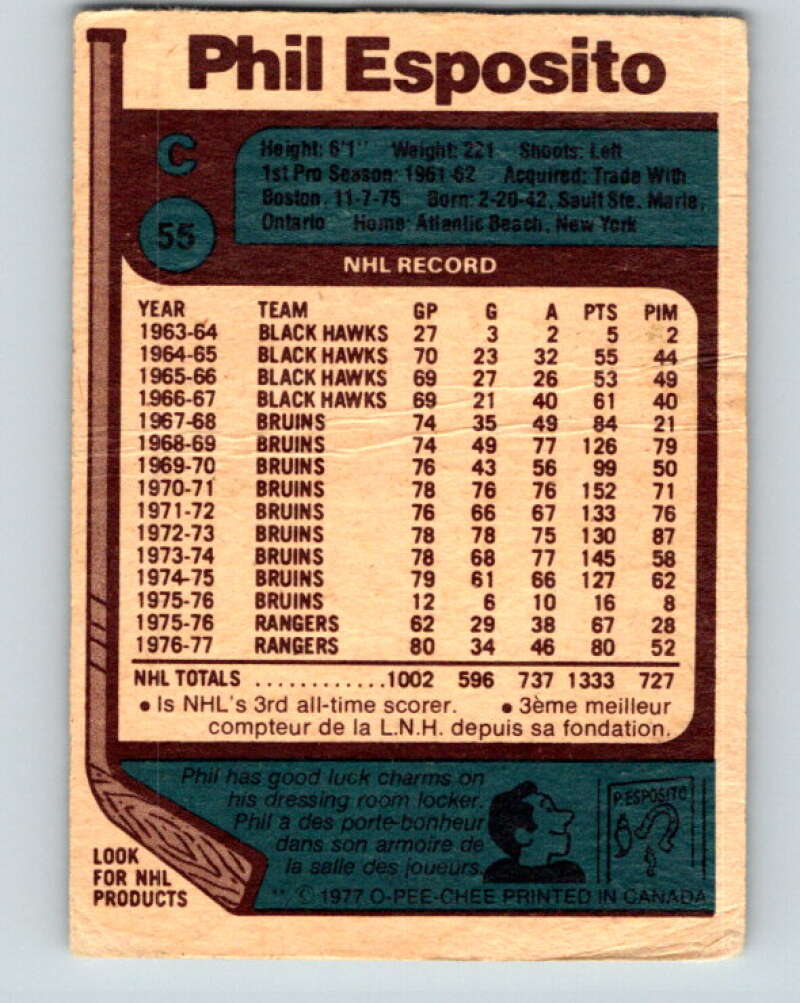 Phil Esposito
C
55
Height: 6'1" Weight: 221 Shoots: Left
1st Pro Season: 1961-62 Acquired: Trade With
Boston, 11-7-75 Born: 2-20-42, Sault Ste. Marie,
Ontario Home: Atlantic Beach, New York
NHL RECORD
YEAR TEAM GP G A PTS PIM
1963-64 BLACK HAWKS 27 3 2 5 2
1964-65 BLACK HAWKS 70 23 32 55 44
1965-66 BLACK HAWKS 69 27 26 53 49
1966-67 BLACK HAWKS 69 21 40 61 40
1967-68 BRUINS 74 35 49 84 21
1968-69 BRUINS 74 49 77 126 79
1969-70 BRUINS 76 43 56 99 50
1970-71 BRUINS 78 76 76 152 71
1971-72 BRUINS 76 66 67 133 76
1972-73 BRUINS 78 78 75 130 87
1973-74 BRUINS 78 68 77 145 58
1974-75 BRUINS 79 61 66 127 62
1975-76 BRUINS 12 6 10 16 8
1975-76 RANGERS 62 29 38 67 28
1976-77 RANGERS 80 34 46 80 52
NHL TOTALS ............1002 596 737 1333 727
• Is NHL's 3rd all-time scorer. • 3ème meilleur
compteur de la L.N.H. depuis sa fondation.
Phil has good luck charms on
his dressing room locker.
Phil a des porte-bonheur
dans son armoire de
la salle des joueurs.
P. ESPOSITO
LOOK
FOR NHL
PRODUCTS
** © 1977 O-PEE-CHEE PRINTED IN CANADA